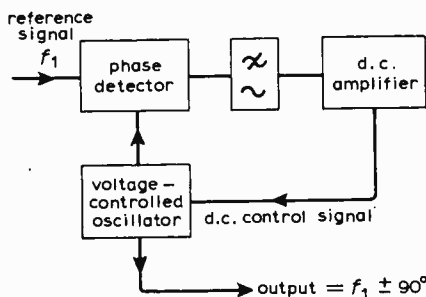 reference
signal
f1
phase
detector
d.c.
amplifier
voltage-
controlled
oscillator
d.c. control signal
output = f1 ± 90°